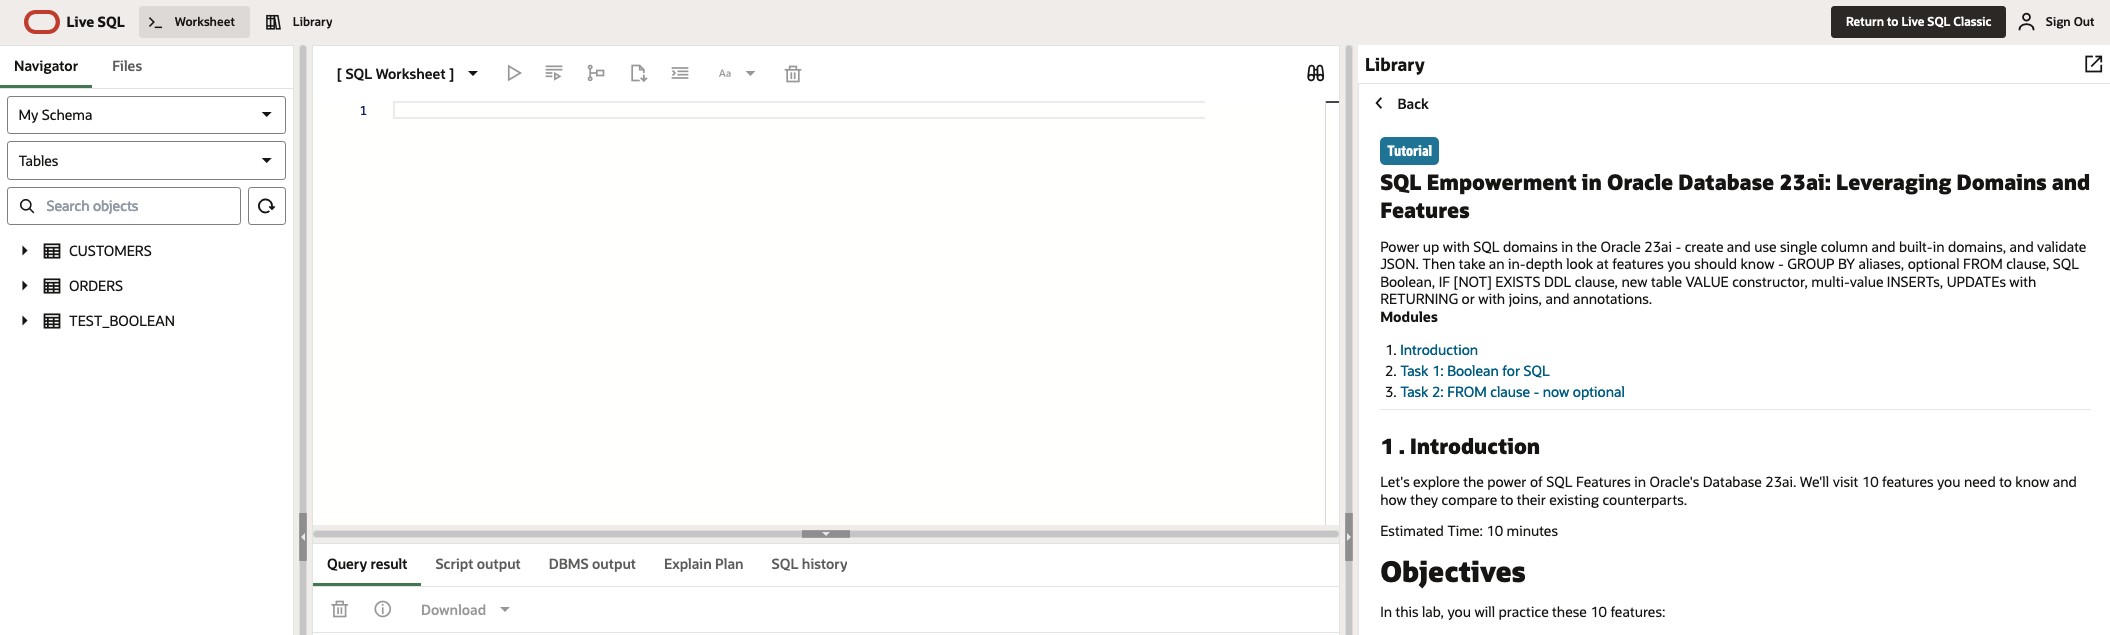 Live SQL
Worksheet
Library
Return to Live SQL Classic
Sign Out
Navigator
Files
My Schema
Tables
Search objects
CUSTOMERS
ORDERS
TEST_BOOLEAN
[ SQL Worksheet ]
Aa
1
Query result
Script output
DBMS output
Explain Plan
SQL history
Download
Library
Back
Tutorial
SQL Empowerment in Oracle Database 23ai: Leveraging Domains and
Features
Power up with SQL domains in the Oracle 23ai - create and use single column and built-in domains, and validate
JSON. Then take an in-depth look at features you should know - GROUP BY aliases, optional FROM clause, SQL
Boolean, IF [NOT] EXISTS DDL clause, new table VALUE constructor, multi-value INSERTs, UPDATEs with
RETURNING or with joins, and annotations.
Modules
1. Introduction
2. Task 1: Boolean for SQL
3. Task 2: FROM clause - now optional
1 . Introduction
Let's explore the power of SQL Features in Oracle's Database 23ai. We'll visit 10 features you need to know and
how they compare to their existing counterparts.
Estimated Time: 10 minutes
Objectives
In this lab, you will practice these 10 features: